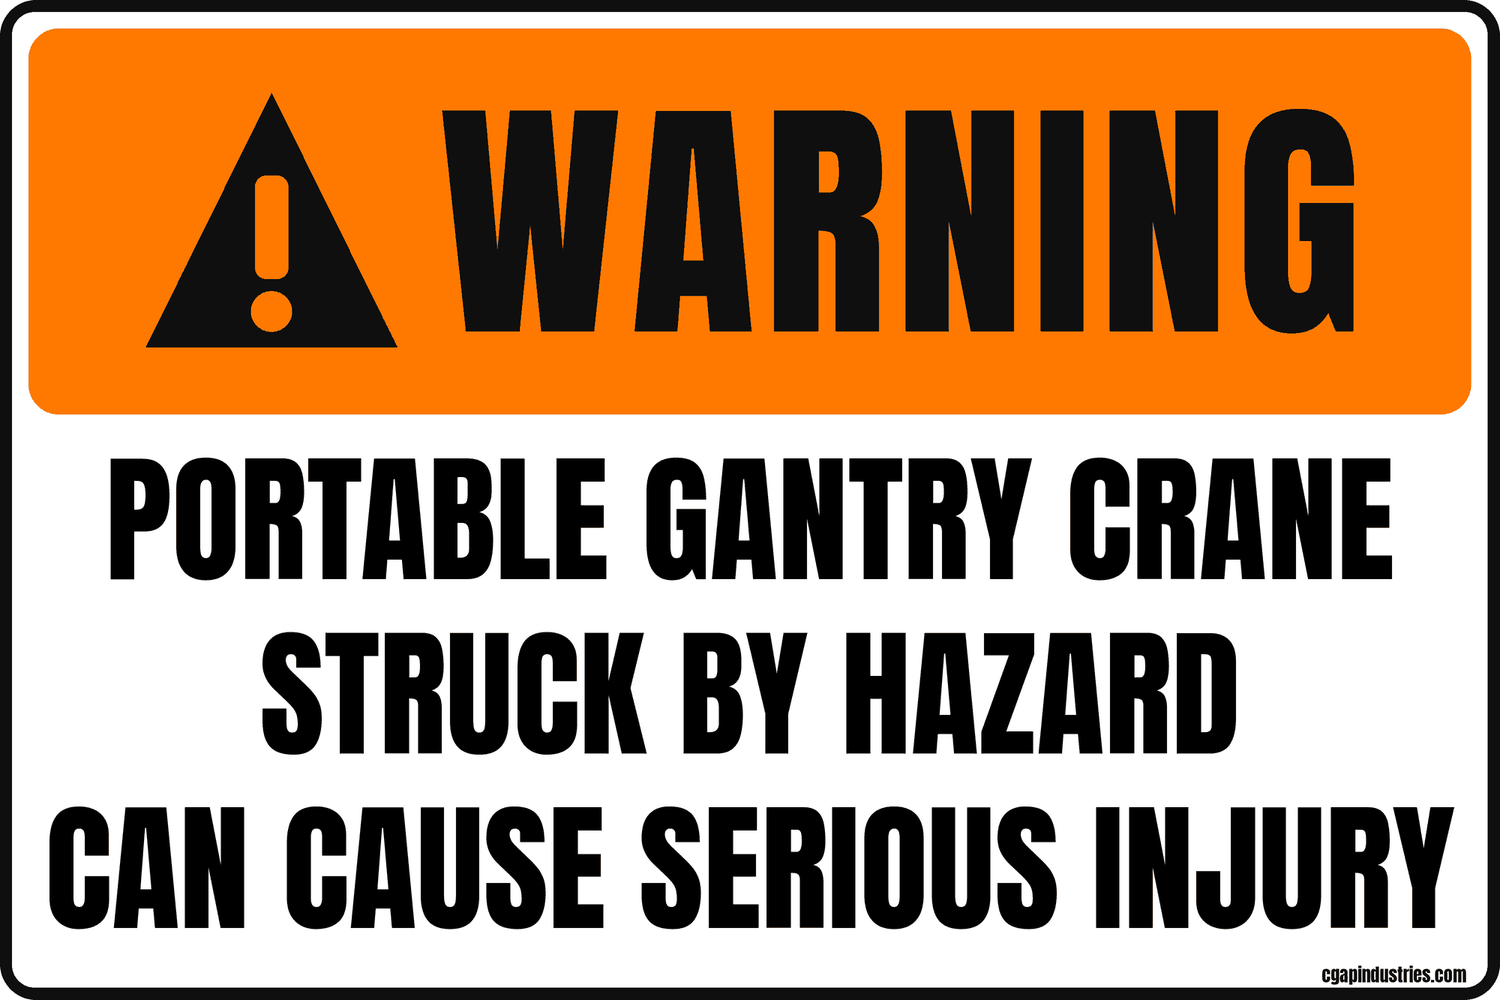 WARNING
PORTABLE GANTRY CRANE
STRUCK BY HAZARD
CAN CAUSE SERIOUS INJURY
cgapindustries.com